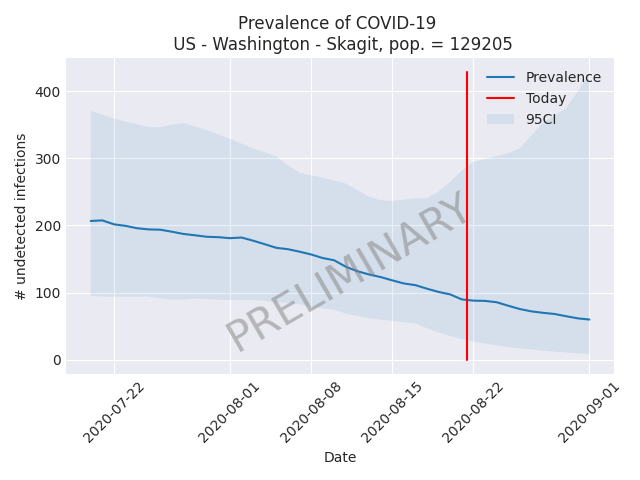 Prevalence of COVID-19
US - Washington - Skagit, pop. = 129205
Prevalence
Today
95CI
400
300
200
100
0
# undetected infections
PRELIMINARY
2020-07-22
2020-08-01
2020-08-08
2020-08-15
2020-08-22
2020-09-01
Date